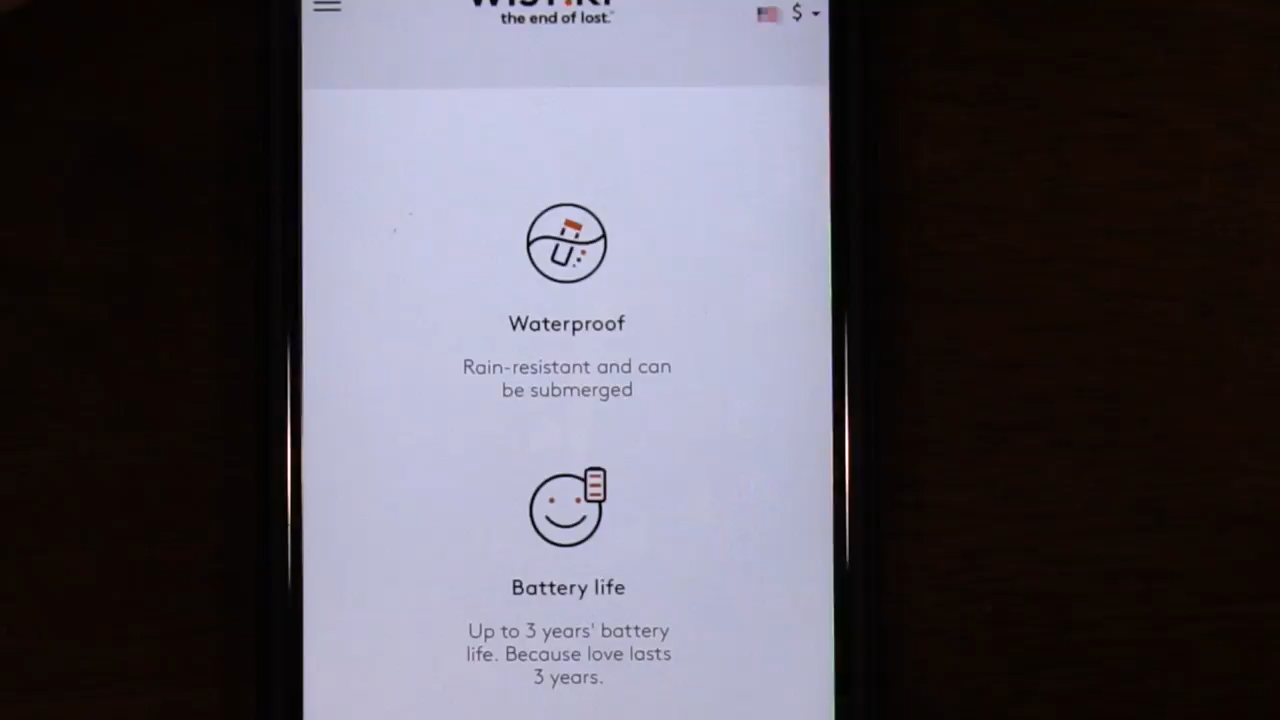 the end of lost.
$
Waterproof
Rain-resistant and can
be submerged
Battery life
Up to 3 years' battery
life. Because love lasts
3 years.